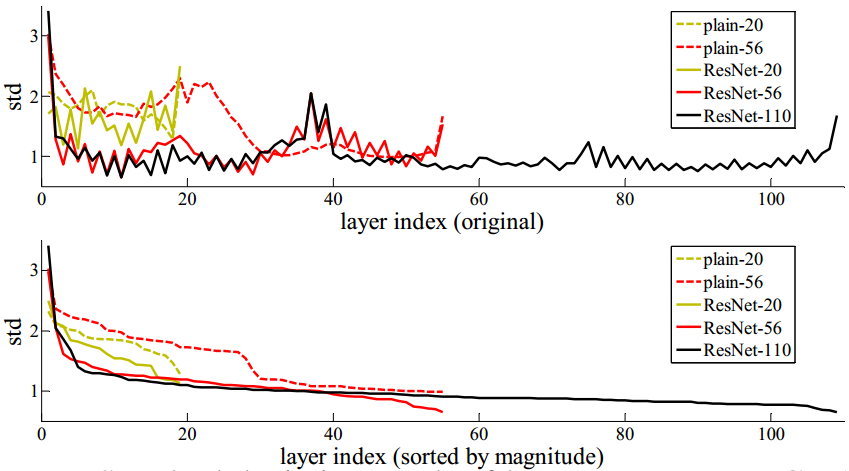 3
2
1
std
plain-20
plain-56
ResNet-20
ResNet-56
ResNet-110
0 20 40 60 80 100
layer index (original)
3
2
1
std
plain-20
plain-56
ResNet-20
ResNet-56
ResNet-110
0 20 40 60 80 100
layer index (sorted by magnitude)